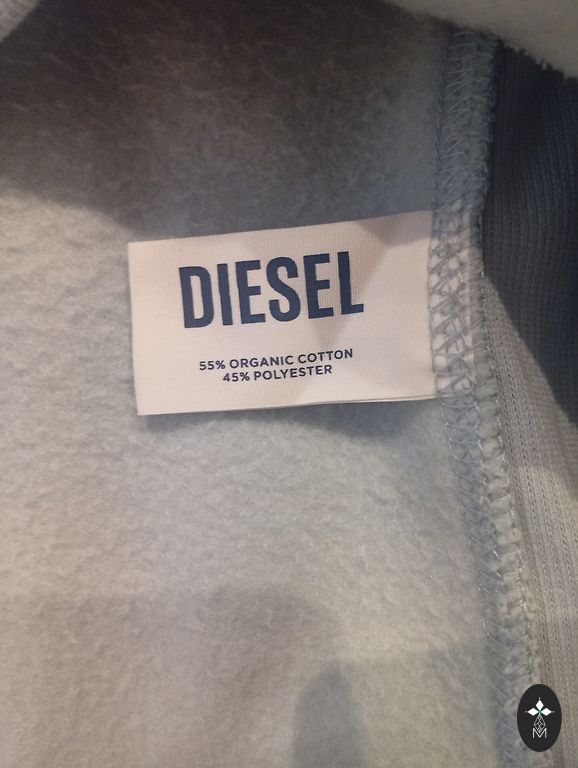 DIESEL
55% ORGANIC COTTON
45% POLYESTER
M